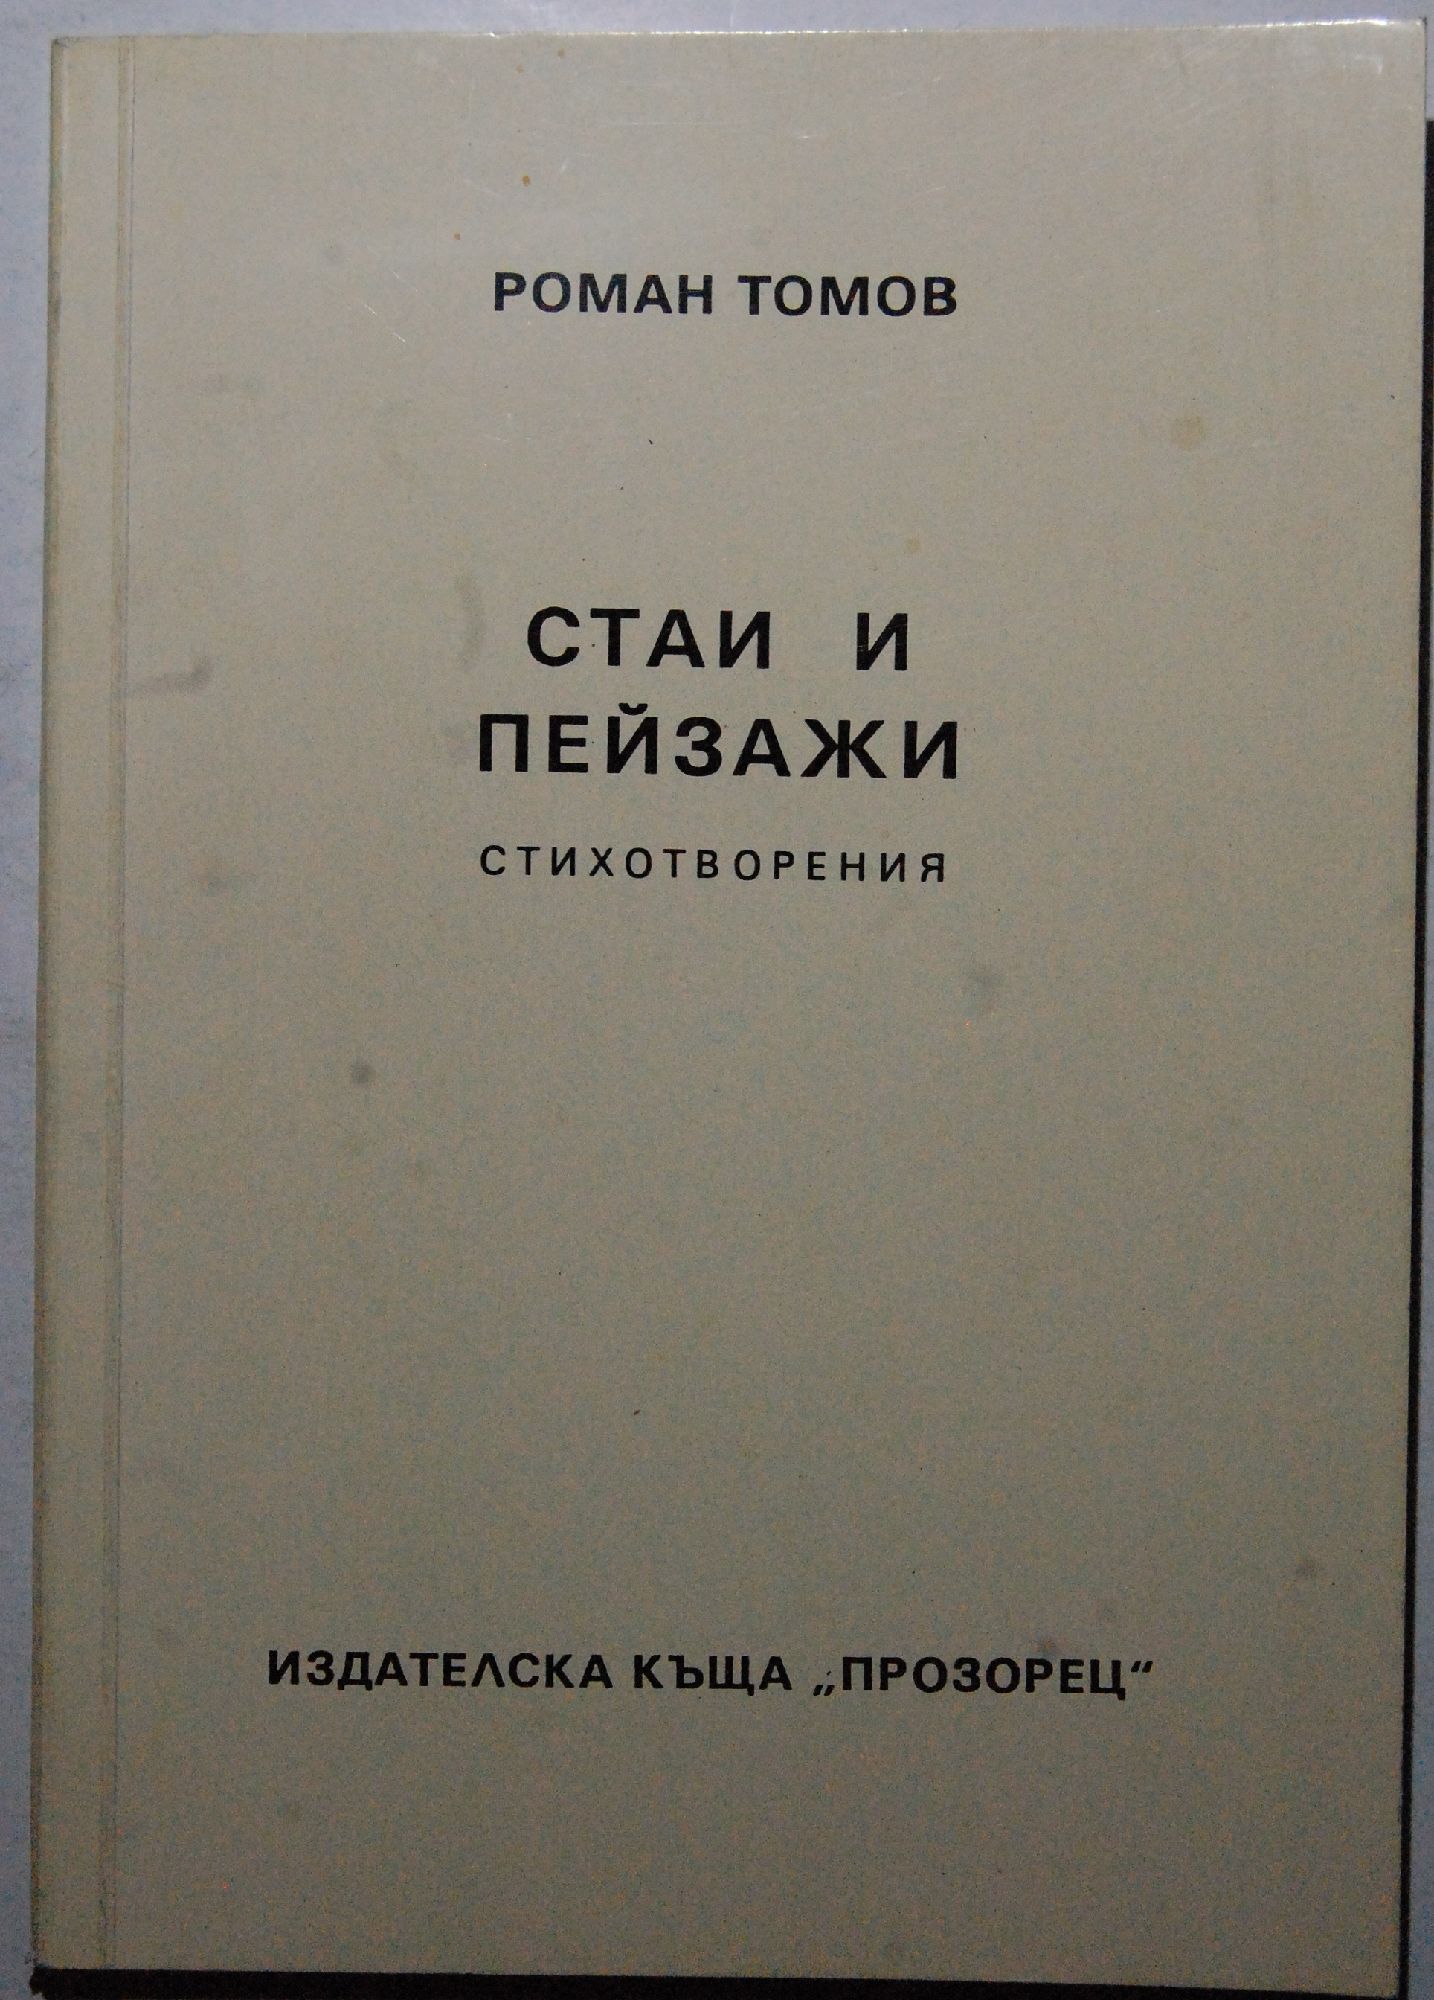 РОМАН ТОМОВ
СТАИ И
ПЕЙЗАЖИ
СТИХОТВОРЕНИЯ
ИЗДАТЕЛСКА КЪЩА „ПРОЗОРЕЦ“